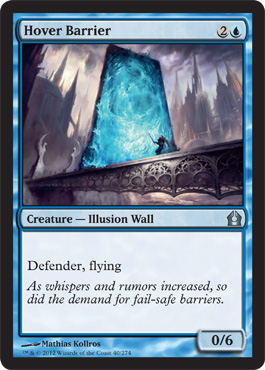 Hover Barrier 2
Creature — Illusion Wall
Defender, flying
As whispers and rumors increased, so
did the demand for fail-safe barriers.
0/6
Mathias Kollros
™ & © 2012 Wizards of the Coast 40/274